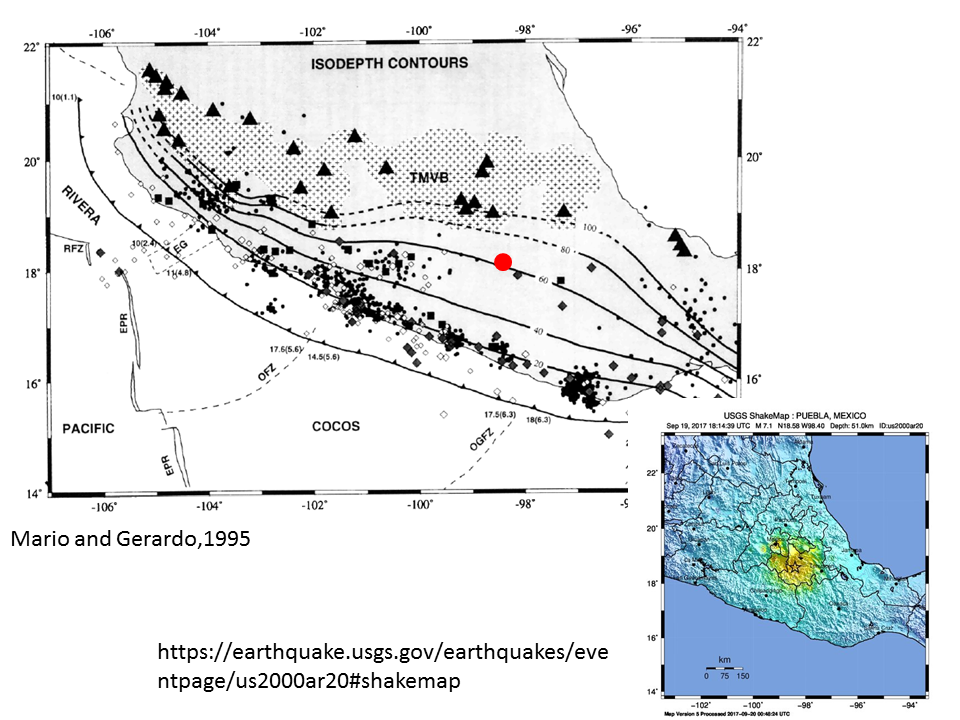 -106° -104° -102° -100° -98° -96° -94°
22° 22°
ISODEPTH CONTOURS
10(1.1)
20° 20°
TMVB
RIVERA
100
80
RFZ
10(2.4)
EG
11(4.8)
18° 18°
60
EPR
40
20
17.6(5.6)
14.5(5.6)
OFZ
16° 16°
17.5(6.3)
18(6.3)
PACIFIC
COCOS
OGFZ
EPR
14°
-106° -104° -102° -100° -98°
Mario and Gerardo,1995
https://earthquake.usgs.gov/earthquakes/eve
ntpage/us2000ar20#shakemap
USGS ShakeMap : PUEBLA, MEXICO
Sep 19, 2017 18:14:39 UTC M 7.1 N18.58 W98.40 Depth: 51.0km ID:us2000ar20
22°
20°
18°
16°
14°
km
0 75 150
-102° -100° -98° -96° -94°
Map Version 5 Processed 2017-09-20 00:48:24 UTC